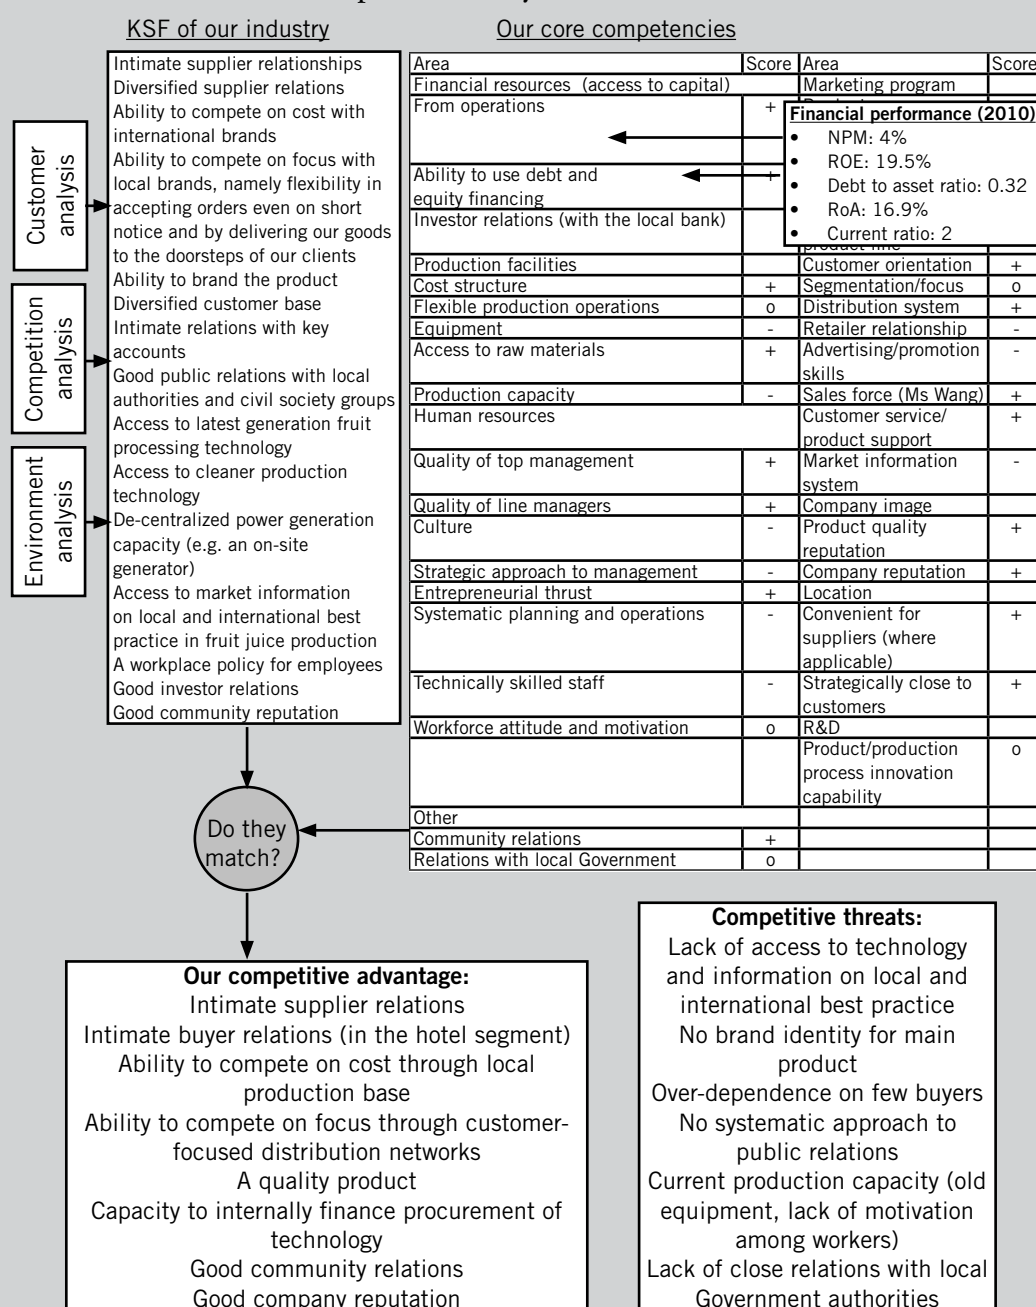 KSF of our industry
Our core competencies
Customer
analysis
Competition
analysis
Environment
analysis
Intimate supplier relationships
Diversified supplier relations
Ability to compete on cost with
international brands
Ability to compete on focus with
local brands, namely flexibility in
accepting orders even on short
notice and by delivering our goods
to the doorsteps of our clients
Ability to brand the product
Diversified customer base
Intimate relations with key
accounts
Good public relations with local
authorities and civil society groups
Access to latest generation fruit
processing technology
Access to cleaner production
technology
De-centralized power generation
capacity (e.g. an on-site
generator)
Access to market information
on local and international best
practice in fruit juice production
A workplace policy for employees
Good investor relations
Good community reputation
Area Score Area Score
Financial resources (access to capital) Marketing program
From operations +
Financial performance (2010)
• NPM: 4%
• ROE: 19.5%
• Debt to asset ratio: 0.32
• RoA: 16.9%
• Current ratio: 2
Ability to use debt and +
equity financing
Investor relations (with the local bank)
product line
Production facilities Customer orientation +
Cost structure + Segmentation/focus o
Flexible production operations o Distribution system +
Equipment - Retailer relationship -
Access to raw materials + Advertising/promotion -
skills
Production capacity - Sales force (Ms Wang) +
Human resources Customer service/ +
product support
Quality of top management + Market information -
system
Quality of line managers + Company image
Culture - Product quality +
reputation
Strategic approach to management - Company reputation +
Entrepreneurial thrust + Location
Systematic planning and operations - Convenient for +
suppliers (where
applicable)
Technically skilled staff - Strategically close to +
customers
Workforce attitude and motivation o R&D
Product/production o
process innovation
capability
Other
Community relations +
Relations with local Government o
Do they
match?
Our competitive advantage:
Intimate supplier relations
Intimate buyer relations (in the hotel segment)
Ability to compete on cost through local
production base
Ability to compete on focus through customer-
focused distribution networks
A quality product
Capacity to internally finance procurement of
technology
Good community relations
Good company reputation
Competitive threats:
Lack of access to technology
and information on local and
international best practice
No brand identity for main
product
Over-dependence on few buyers
No systematic approach to
public relations
Current production capacity (old
equipment, lack of motivation
among workers)
Lack of close relations with local
Government authorities